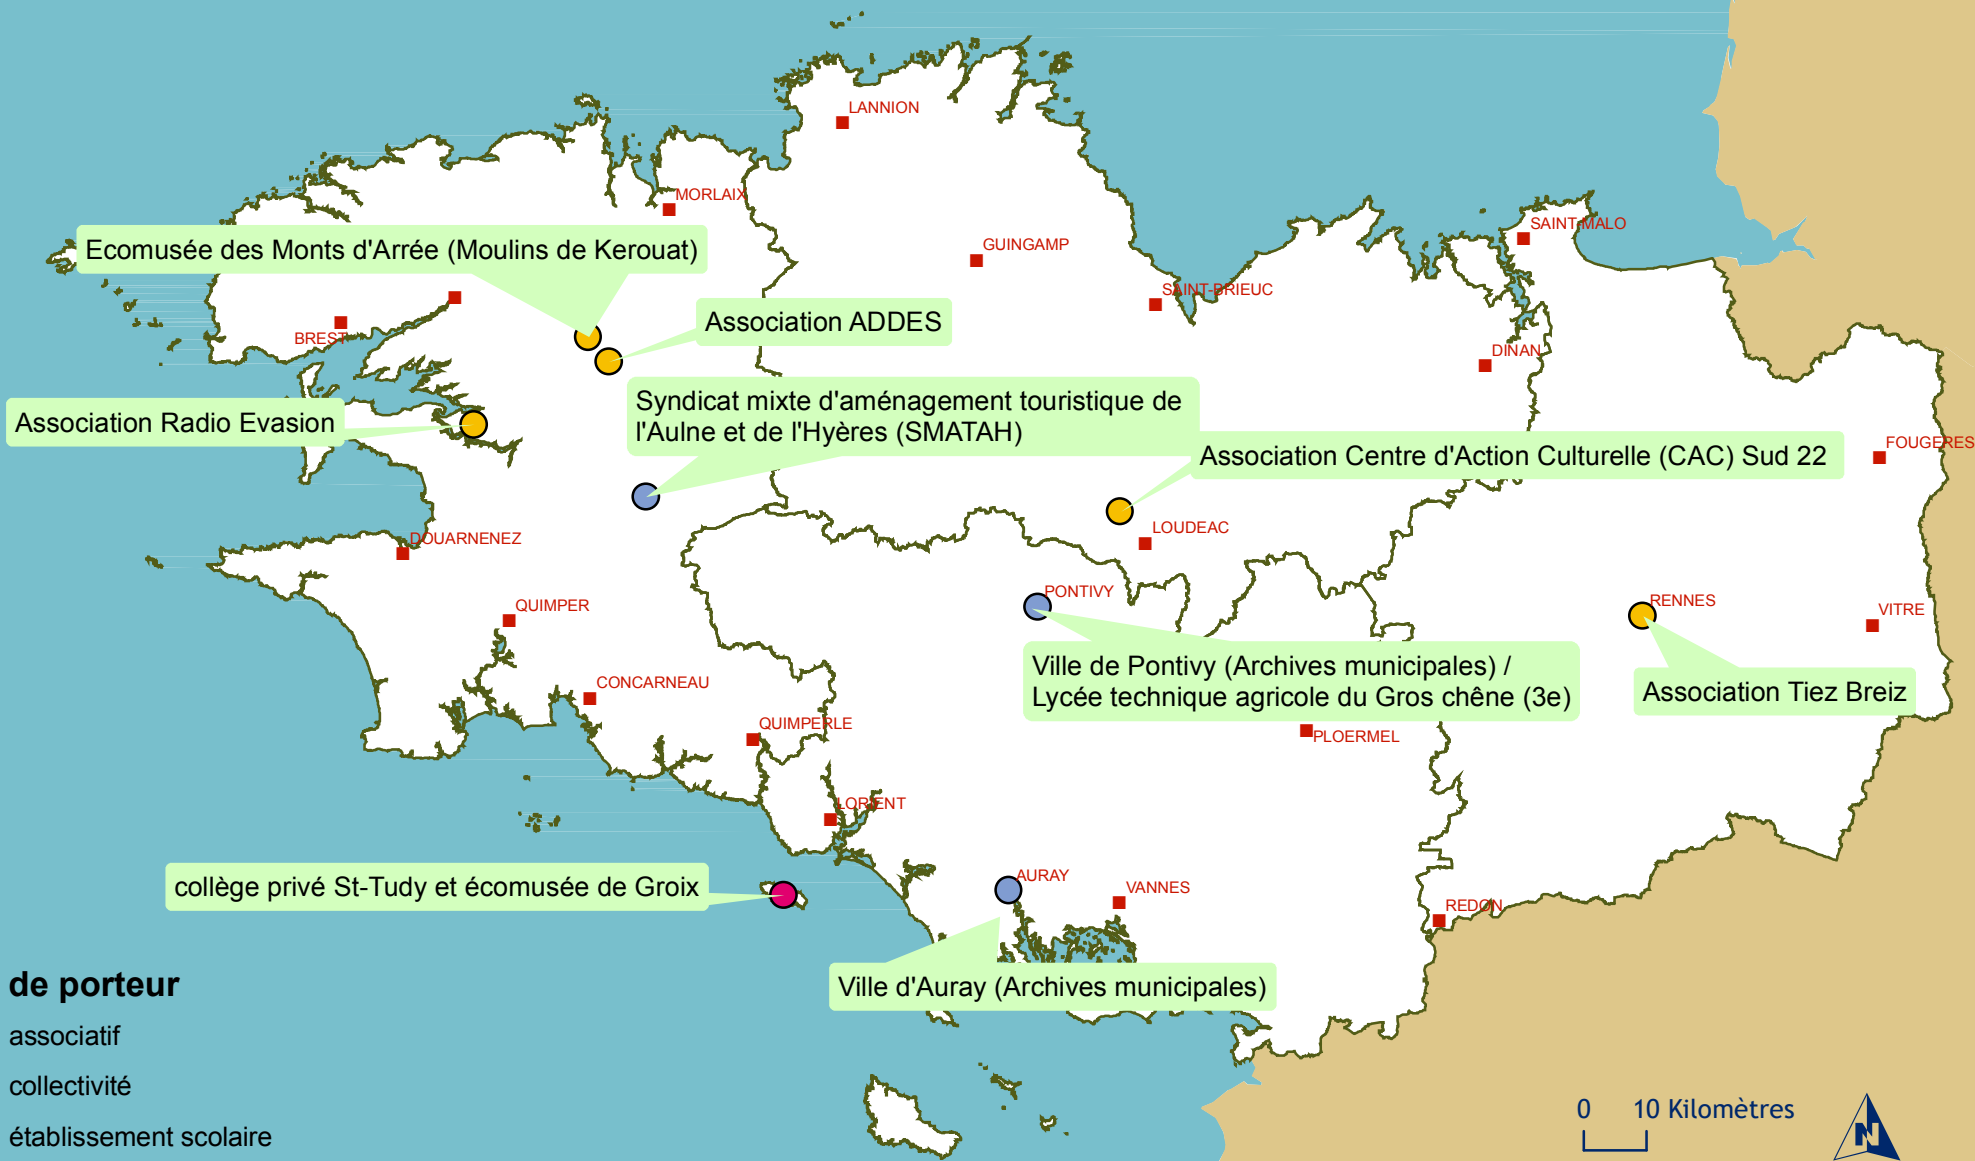 LANNION
MORLAIX
SAINT-MALO
Ecomusée des Monts d'Arrée (Moulins de Kerouat)
GUINGAMP
SAINT-BRIEUC
Association ADDES
BREST
DINAN
Association Radio Evasion
Syndicat mixte d'aménagement touristique de
l'Aulne et de l'Hyères (SMATAH)
Association Centre d'Action Culturelle (CAC) Sud 22
FOUGERES
LOUDEAC
DOUARNENEZ
PONTIVY
QUIMPER
RENNES
VITRE
Ville de Pontivy (Archives municipales) /
Lycée technique agricole du Gros chêne (3e)
Association Tiez Breiz
CONCARNEAU
QUIMPERLE
PLOERMEL
LORIENT
collège privé St-Tudy et écomusée de Groix
AURAY
VANNES
REDON
Ville d'Auray (Archives municipales)
de porteur
associatif
collectivité
établissement scolaire
0 10 Kilomètres
N